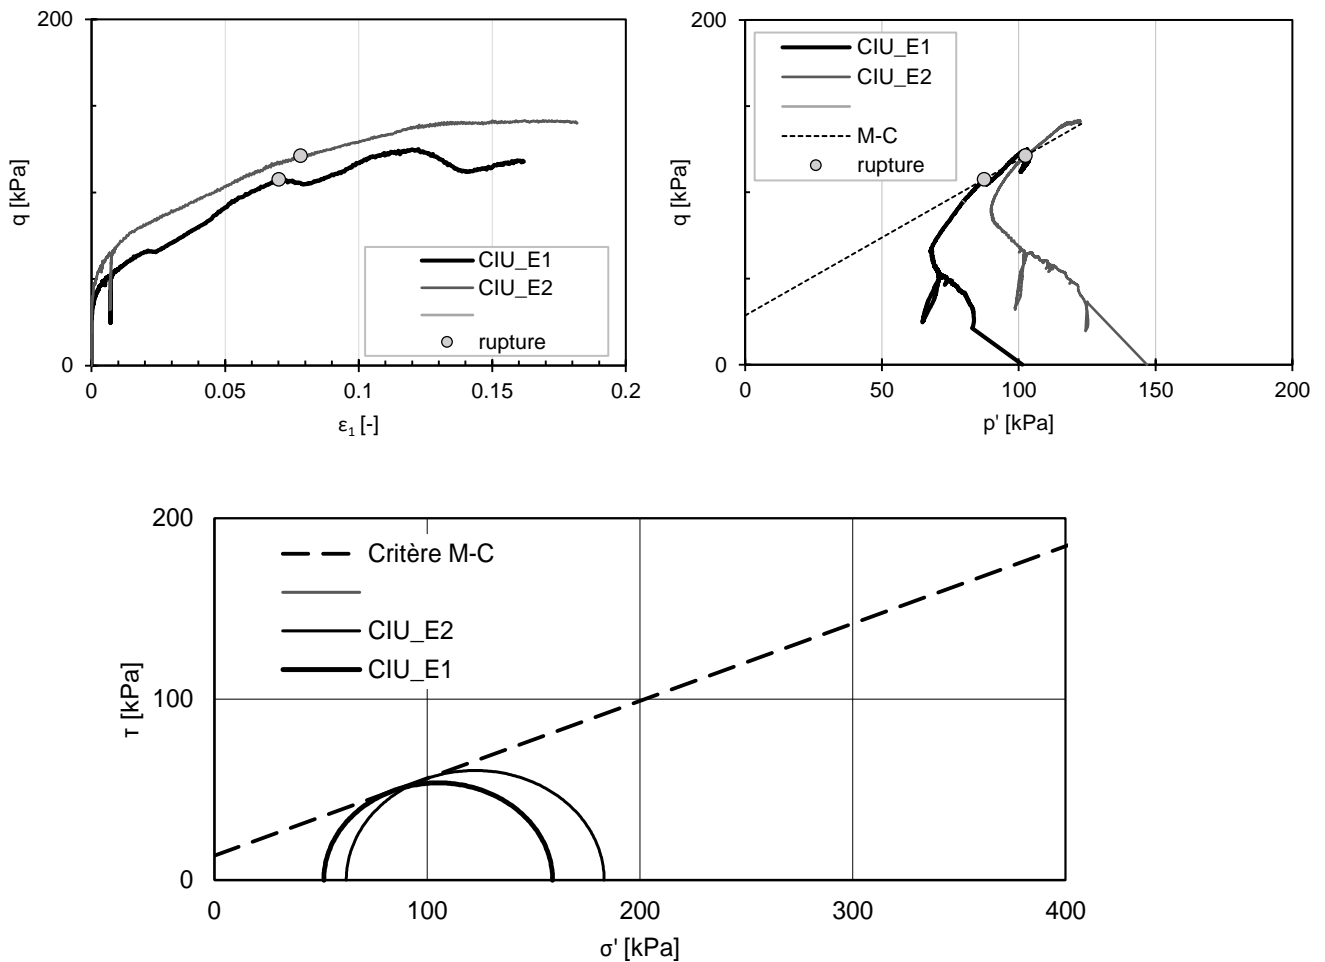 200
0
q [kPa]
0 0.05 0.1 0.15 0.2
ε1 [-]
CIU_E1
CIU_E2
rupture
200
0
q [kPa]
0 50 100 150 200
p' [kPa]
CIU_E1
CIU_E2
M-C
rupture
200
100
0
τ [kPa]
0 100 200 300 400
σ' [kPa]
Critère M-C
CIU_E2
CIU_E1